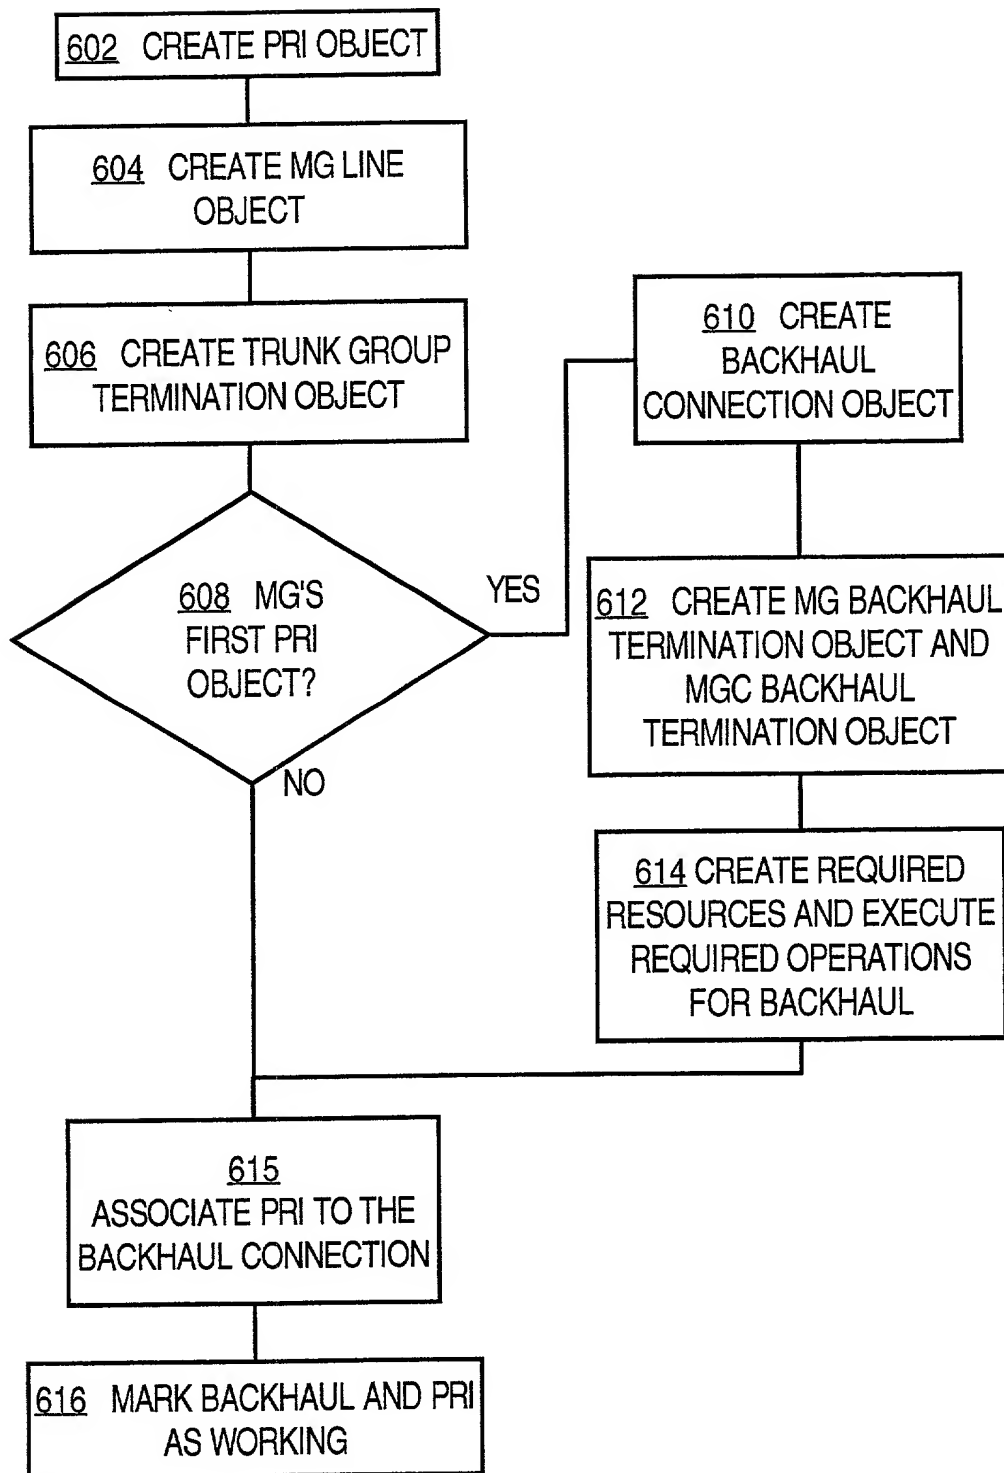 602 CREATE PRI OBJECT
604 CREATE MG LINE
OBJECT
606 CREATE TRUNK GROUP
TERMINATION OBJECT
608 MG'S
FIRST PRI
OBJECT?
YES
NO
610 CREATE
BACKHAUL
CONNECTION OBJECT
612 CREATE MG BACKHAUL
TERMINATION OBJECT AND
MGC BACKHAUL
TERMINATION OBJECT
614 CREATE REQUIRED
RESOURCES AND EXECUTE
REQUIRED OPERATIONS
FOR BACKHAUL
615
ASSOCIATE PRI TO THE
BACKHAUL CONNECTION
616 MARK BACKHAUL AND PRI
AS WORKING